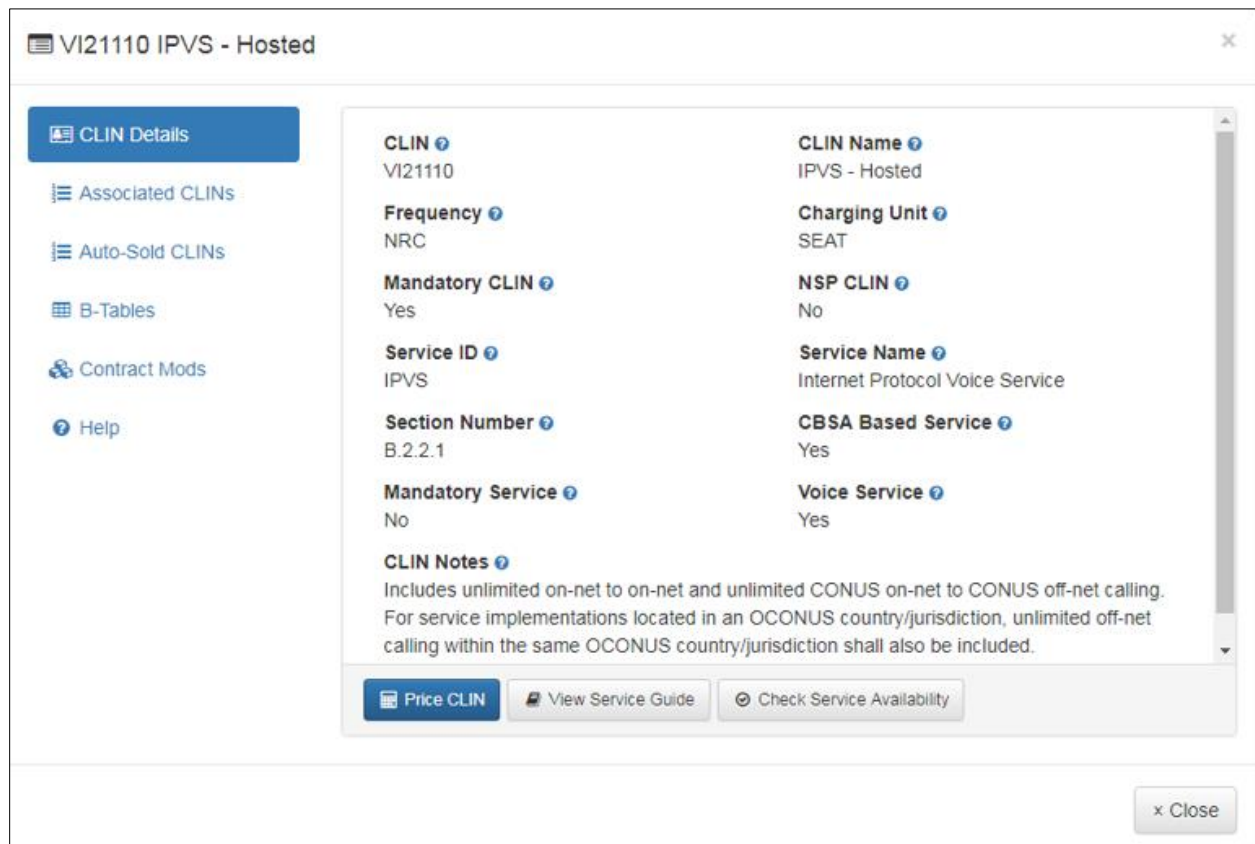 VI21110 IPVS - Hosted
×
CLIN Details
Associated CLINs
Auto-Sold CLINs
B-Tables
Contract Mods
Help
CLIN
VI21110
CLIN Name
IPVS - Hosted
Frequency
NRC
Charging Unit
SEAT
Mandatory CLIN
Yes
NSP CLIN
No
Service ID
IPVS
Service Name
Internet Protocol Voice Service
Section Number
B.2.2.1
CBSA Based Service
Yes
Mandatory Service
No
Voice Service
Yes
CLIN Notes
Includes unlimited on-net to on-net and unlimited CONUS on-net to CONUS off-net calling.
For service implementations located in an OCONUS country/jurisdiction, unlimited off-net
calling within the same OCONUS country/jurisdiction shall also be included.
Price CLIN
View Service Guide
Check Service Availability
× Close